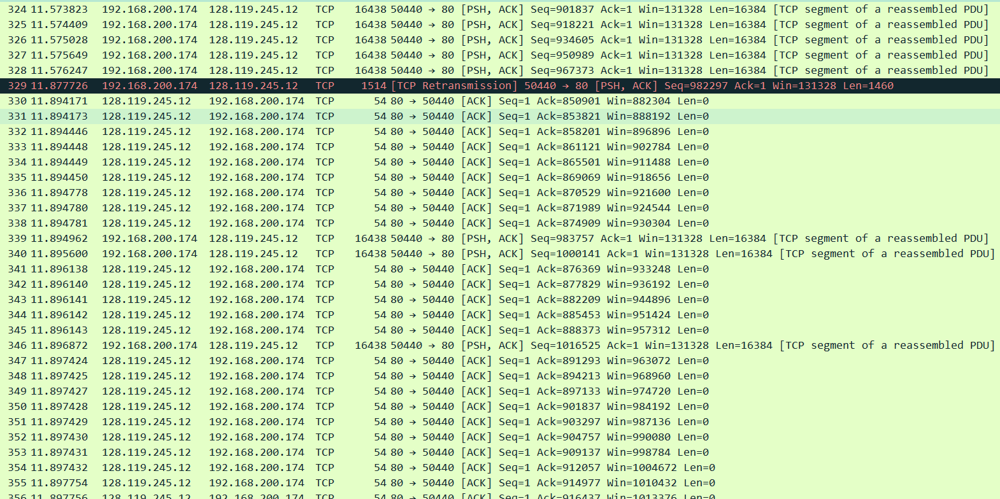 324 11.573823 192.168.200.174 128.119.245.12 TCP 16438 50440 → 80 [PSH, ACK] Seq=901837 Ack=1 Win=131328 Len=16384 [TCP segment of a reassembled PDU]
325 11.574409 192.168.200.174 128.119.245.12 TCP 16438 50440 → 80 [PSH, ACK] Seq=918221 Ack=1 Win=131328 Len=16384 [TCP segment of a reassembled PDU]
326 11.575028 192.168.200.174 128.119.245.12 TCP 16438 50440 → 80 [PSH, ACK] Seq=934605 Ack=1 Win=131328 Len=16384 [TCP segment of a reassembled PDU]
327 11.575649 192.168.200.174 128.119.245.12 TCP 16438 50440 → 80 [PSH, ACK] Seq=950989 Ack=1 Win=131328 Len=16384 [TCP segment of a reassembled PDU]
328 11.576247 192.168.200.174 128.119.245.12 TCP 16438 50440 → 80 [PSH, ACK] Seq=967373 Ack=1 Win=131328 Len=16384 [TCP segment of a reassembled PDU]
329 11.877726 192.168.200.174 128.119.245.12 TCP 1514 [TCP Retransmission] 50440 → 80 [PSH, ACK] Seq=982297 Ack=1 Win=131328 Len=1460
330 11.894171 128.119.245.12 192.168.200.174 TCP 54 80 → 50440 [ACK] Seq=1 Ack=850901 Win=882304 Len=0
331 11.894173 128.119.245.12 192.168.200.174 TCP 54 80 → 50440 [ACK] Seq=1 Ack=853821 Win=888192 Len=0
332 11.894446 128.119.245.12 192.168.200.174 TCP 54 80 → 50440 [ACK] Seq=1 Ack=858201 Win=896896 Len=0
333 11.894448 128.119.245.12 192.168.200.174 TCP 54 80 → 50440 [ACK] Seq=1 Ack=861121 Win=902784 Len=0
334 11.894449 128.119.245.12 192.168.200.174 TCP 54 80 → 50440 [ACK] Seq=1 Ack=865501 Win=911488 Len=0
335 11.894450 128.119.245.12 192.168.200.174 TCP 54 80 → 50440 [ACK] Seq=1 Ack=869069 Win=918656 Len=0
336 11.894778 128.119.245.12 192.168.200.174 TCP 54 80 → 50440 [ACK] Seq=1 Ack=870529 Win=921600 Len=0
337 11.894780 128.119.245.12 192.168.200.174 TCP 54 80 → 50440 [ACK] Seq=1 Ack=871989 Win=924544 Len=0
338 11.894781 128.119.245.12 192.168.200.174 TCP 54 80 → 50440 [ACK] Seq=1 Ack=874909 Win=930304 Len=0
339 11.894962 192.168.200.174 128.119.245.12 TCP 16438 50440 → 80 [PSH, ACK] Seq=983757 Ack=1 Win=131328 Len=16384 [TCP segment of a reassembled PDU]
340 11.895600 192.168.200.174 128.119.245.12 TCP 16438 50440 → 80 [PSH, ACK] Seq=1000141 Ack=1 Win=131328 Len=16384 [TCP segment of a reassembled PDU]
341 11.896138 128.119.245.12 192.168.200.174 TCP 54 80 → 50440 [ACK] Seq=1 Ack=876369 Win=933248 Len=0
342 11.896140 128.119.245.12 192.168.200.174 TCP 54 80 → 50440 [ACK] Seq=1 Ack=877829 Win=936192 Len=0
343 11.896141 128.119.245.12 192.168.200.174 TCP 54 80 → 50440 [ACK] Seq=1 Ack=882209 Win=944896 Len=0
344 11.896142 128.119.245.12 192.168.200.174 TCP 54 80 → 50440 [ACK] Seq=1 Ack=885453 Win=951424 Len=0
345 11.896143 128.119.245.12 192.168.200.174 TCP 54 80 → 50440 [ACK] Seq=1 Ack=888373 Win=957312 Len=0
346 11.896872 192.168.200.174 128.119.245.12 TCP 16438 50440 → 80 [PSH, ACK] Seq=1016525 Ack=1 Win=131328 Len=16384 [TCP segment of a reassembled PDU]
347 11.897424 128.119.245.12 192.168.200.174 TCP 54 80 → 50440 [ACK] Seq=1 Ack=891293 Win=963072 Len=0
348 11.897425 128.119.245.12 192.168.200.174 TCP 54 80 → 50440 [ACK] Seq=1 Ack=894213 Win=968960 Len=0
349 11.897427 128.119.245.12 192.168.200.174 TCP 54 80 → 50440 [ACK] Seq=1 Ack=897133 Win=974720 Len=0
350 11.897428 128.119.245.12 192.168.200.174 TCP 54 80 → 50440 [ACK] Seq=1 Ack=901837 Win=984192 Len=0
351 11.897429 128.119.245.12 192.168.200.174 TCP 54 80 → 50440 [ACK] Seq=1 Ack=903297 Win=987136 Len=0
352 11.897430 128.119.245.12 192.168.200.174 TCP 54 80 → 50440 [ACK] Seq=1 Ack=904757 Win=990080 Len=0
353 11.897431 128.119.245.12 192.168.200.174 TCP 54 80 → 50440 [ACK] Seq=1 Ack=909137 Win=998784 Len=0
354 11.897432 128.119.245.12 192.168.200.174 TCP 54 80 → 50440 [ACK] Seq=1 Ack=912057 Win=1004672 Len=0
355 11.897754 128.119.245.12 192.168.200.174 TCP 54 80 → 50440 [ACK] Seq=1 Ack=914977 Win=1010432 Len=0
356 11.897756 128.119.245.12 192.168.200.174 TCP 54 80 → 50440 [ACK] Seq=1 Ack=916437 Win=1013376 Len=0